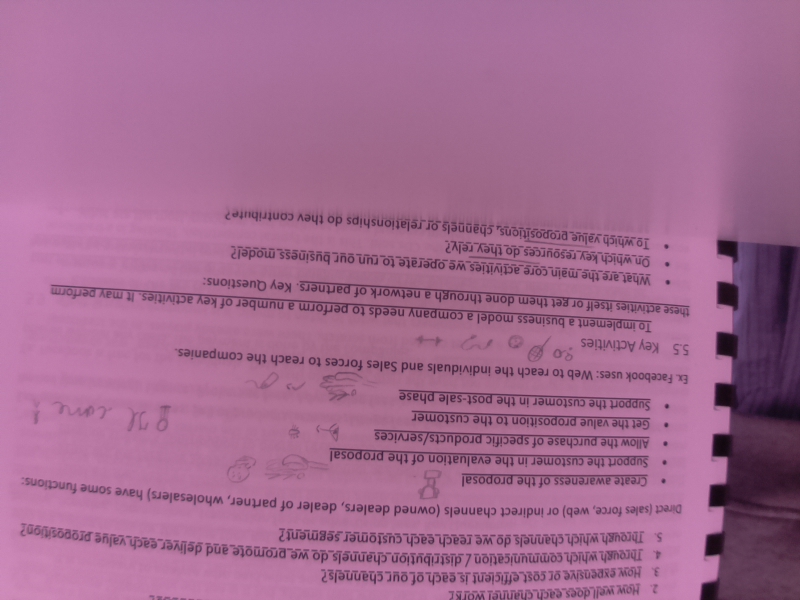 2. How well does each channel work?
3. How expensive or cost efficient is each of our channels?
4. Through which communication / distribution channels do we promote and deliver each value proposition?
5. Through which channels do we reach each customer segment?
Direct (sales force, web) or indirect channels (owned dealers, dealer of partner, wholesalers) have some functions:
• Create awareness of the proposal
• Support the customer in the evaluation of the proposal
• Allow the purchase of specific products/services
• Get the value proposition to the customer
• Support the customer in the post-sale phase
Ex. Facebook uses: Web to reach the individuals and Sales forces to reach the companies.
5.5 Key Activities
To implement a business model a company needs to perform a number of key activities. It may perform
these activities itself or get them done through a network of partners. Key Questions:
• What are the main core activities we operate to run our business model?
• On which key resources do they rely?
• To which value propositions, channels or relationships do they contribute?